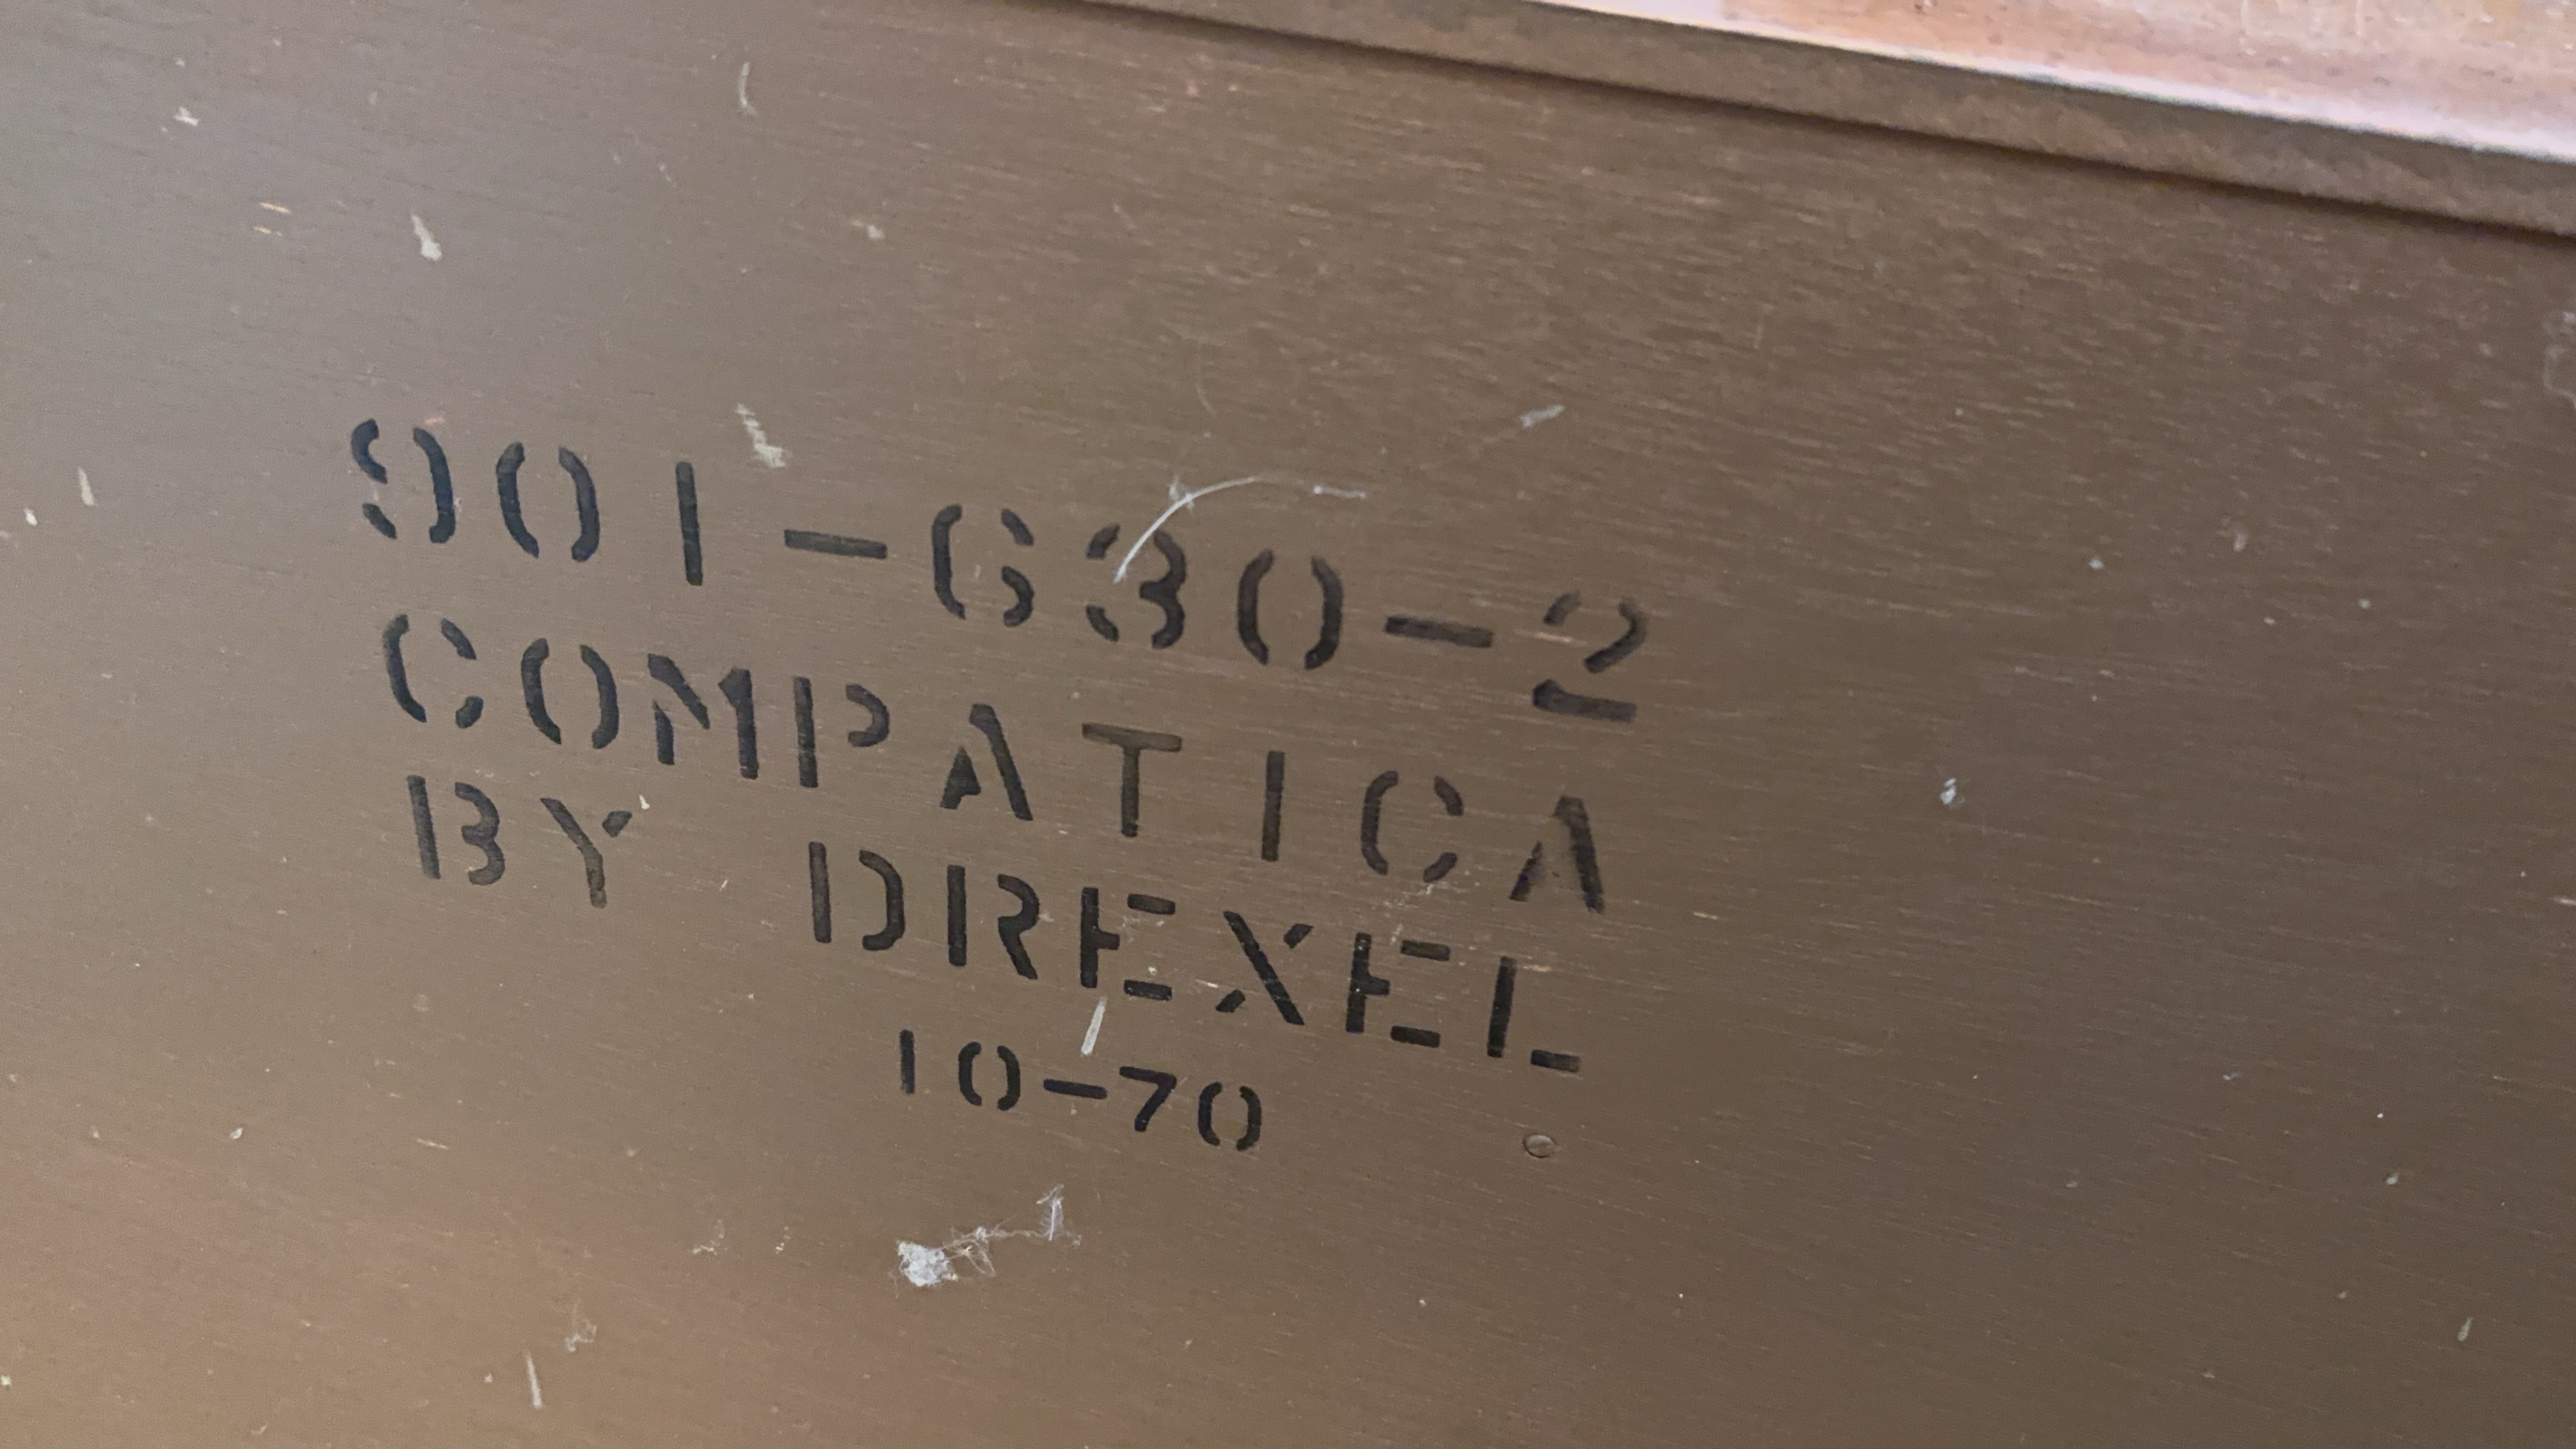 901-630-2
COMPATICA
BY DREXEL
10-70